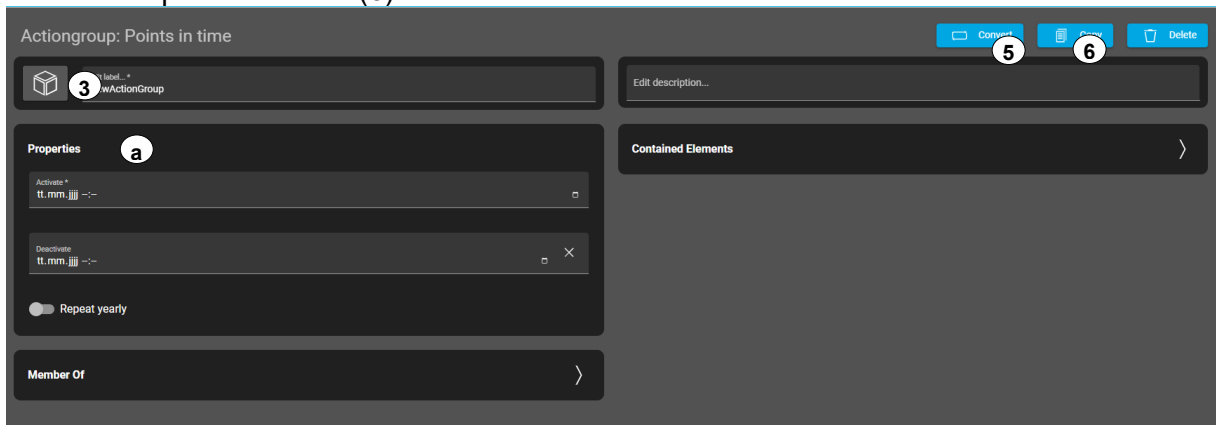 Actiongroup: Points in time
Convert
Copy
Delete
5
6
3
label... *
wActionGroup
Edit description...
Properties
a
Contained Elements
Activate *
tt.mm.jjjj --:--
Deactivate
tt.mm.jjjj --:--
Repeat yearly
Member Of